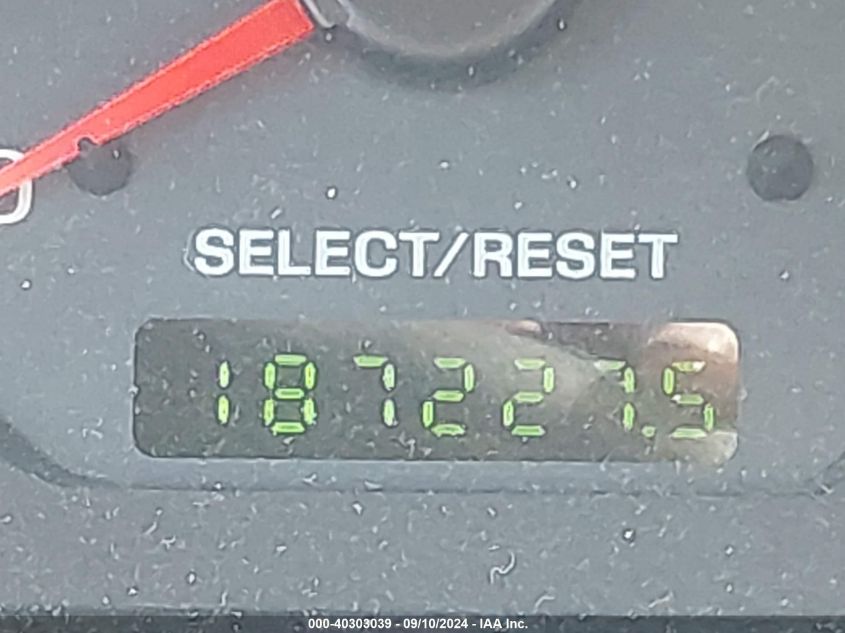 SELECT/RESET
187227.5
000-40303039 - 09/10/2024 - IAA Inc.